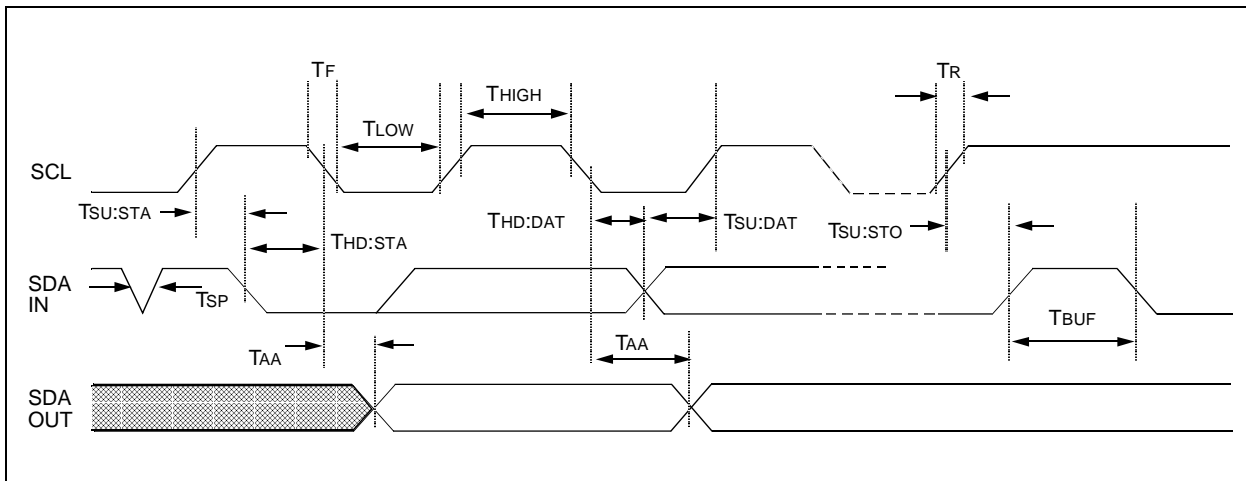 TF
TR
THIGH
TLOW
SCL
TSU:STA
THD:DAT
TSU:DAT
TSU:STO
THD:STA
SDA
IN
TSP
TBUF
TAA
TAA
SDA
OUT